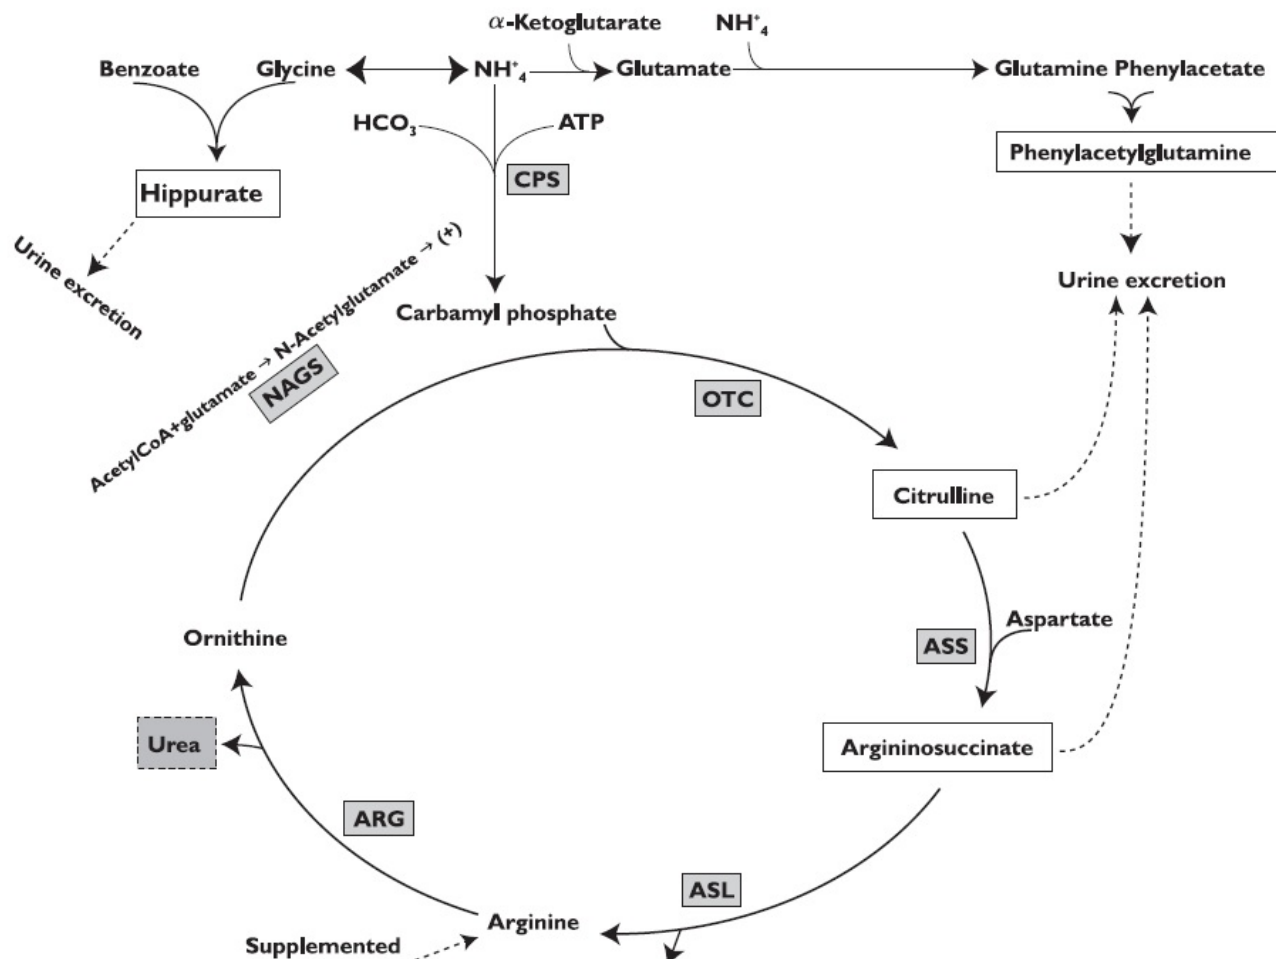 α-Ketoglutarate
NH⁺₄
Benzoate
Glycine
NH⁺₄
Glutamate
Glutamine Phenylacetate
HCO₃
ATP
Phenylacetylglutamine
CPS
Hippurate
Urine excretion
AcetylCoA+glutamate → N-Acetylglutamate → (+)
NAGS
Urine excretion
Carbamyl phosphate
OTC
Citrulline
Ornithine
Aspartate
ASS
Urea
Argininosuccinate
ARG
ASL
Arginine
Supplemented